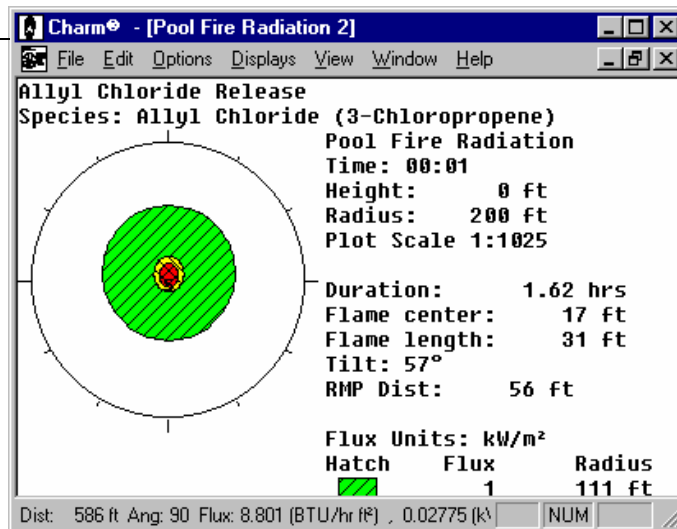 Charm® - [Pool Fire Radiation 2]
File Edit Options Displays View Window Help
Allyl Chloride Release
Species: Allyl Chloride (3-Chloropropene)
Pool Fire Radiation
Time: 00:01
Height: 0 ft
Radius: 200 ft
Plot Scale 1:1025
Duration: 1.62 hrs
Flame center: 17 ft
Flame length: 31 ft
Tilt: 57°
RMP Dist: 56 ft
Flux Units: kW/m²
Hatch Flux Radius
1 111 ft
Dist: 586 ft Ang: 90 Flux: 8.801 (BTU/hr ft²) , 0.02775 (k\ NUM